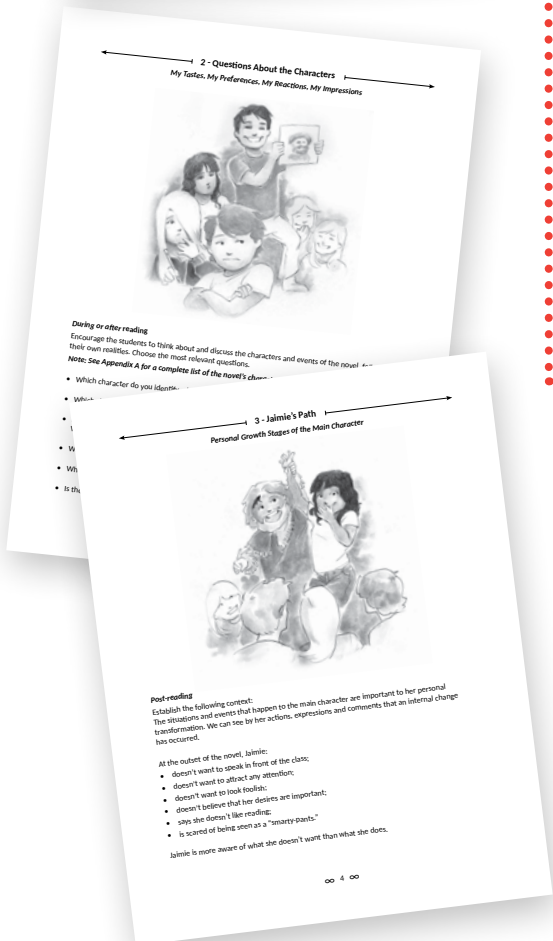 2 - Questions About the Characters
My Tastes, My Preferences, My Reactions, My Impressions
During or after reading
Encourage the students to think about and discuss the characters and events of the novel,
their own realities. Choose the most relevant questions.
Note: See Appendix A for a complete list of the novel's
• Which character do you
•
•
•
• Wh
• Is the
3 - Jaimie's Path
Personal Growth Stages of the Main Character
Post-reading
Establish the following context:
The situations and events that happen to the main character are important to her personal
transformation. We can see by her actions, expressions and comments that an internal change
has occurred.
At the outset of the novel, Jaimie:
• doesn't want to speak in front of the class;
• doesn't want to attract any attention;
• doesn't want to look foolish;
• doesn't believe that her desires are important;
• says she doesn't like reading;
• is scared of being seen as a "smarty-pants."
Jaimie is more aware of what she doesn't want than what she does.
4